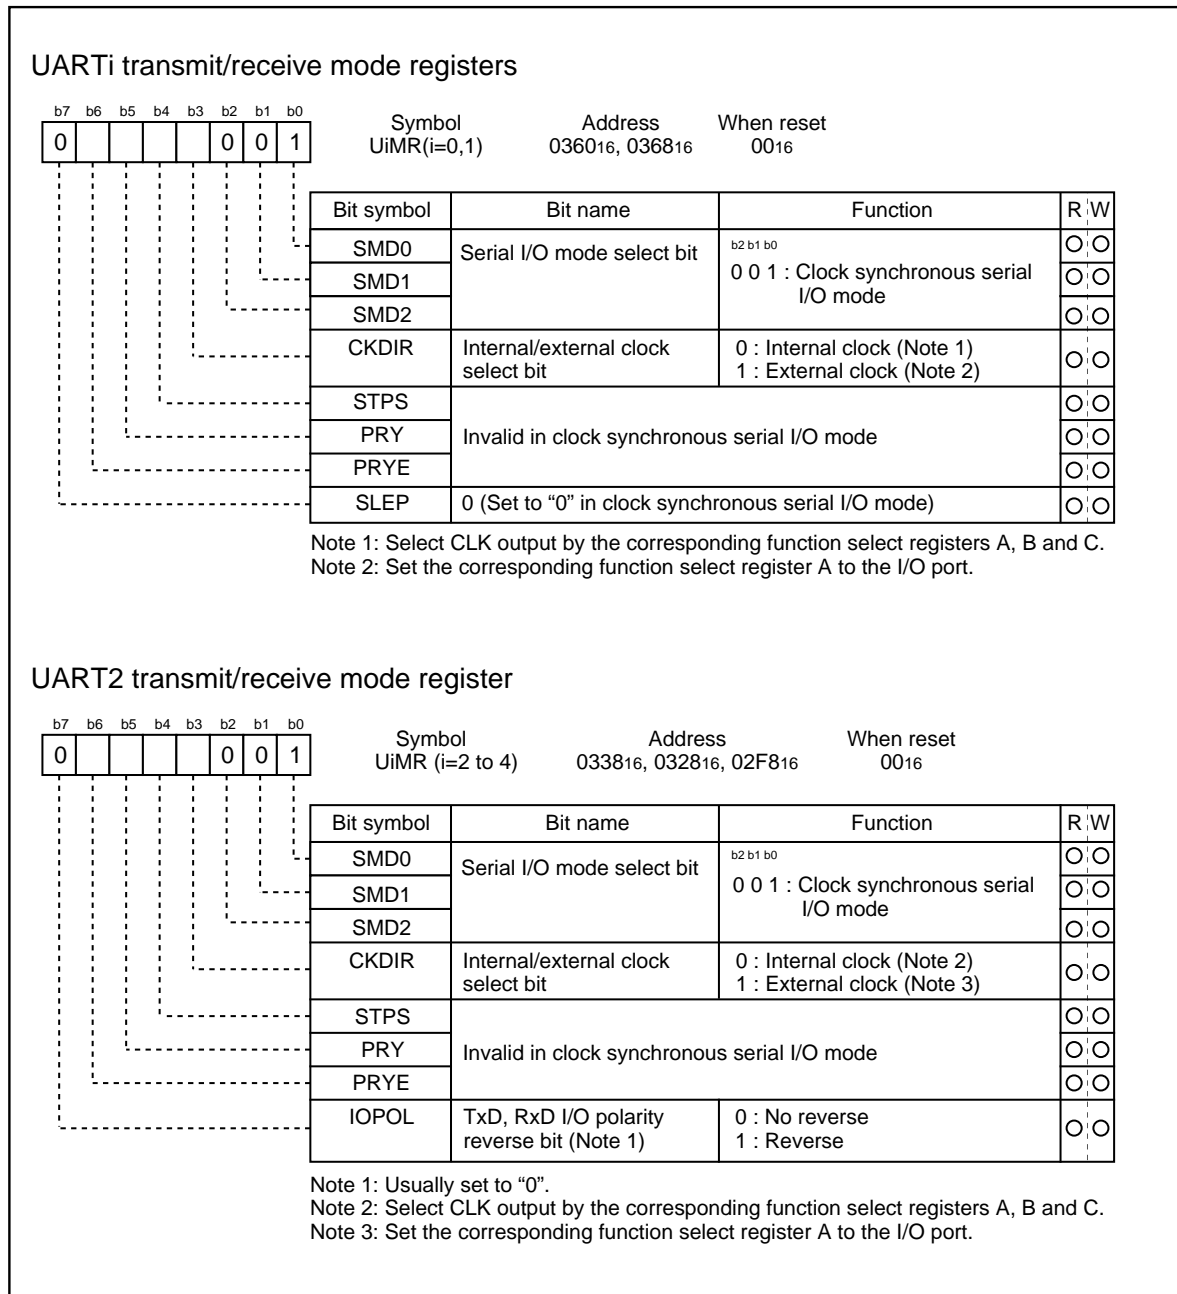 UARTi transmit/receive mode registers
b7 b6 b5 b4 b3 b2 b1 b0
0 0 0 1
Symbol Address When reset
UiMR(i=0,1) 036016, 036816 0016
Bit symbol Bit name Function R W
SMD0 Serial I/O mode select bit b2 b1 b0
SMD1 0 0 1 : Clock synchronous serial
I/O mode
SMD2
CKDIR Internal/external clock 0 : Internal clock (Note 1)
select bit 1 : External clock (Note 2)
STPS
PRY Invalid in clock synchronous serial I/O mode
PRYE
SLEP 0 (Set to “0” in clock synchronous serial I/O mode)
Note 1: Select CLK output by the corresponding function select registers A, B and C.
Note 2: Set the corresponding function select register A to the I/O port.
UART2 transmit/receive mode register
b7 b6 b5 b4 b3 b2 b1 b0
0 0 0 1
Symbol Address When reset
UiMR (i=2 to 4) 033816, 032816, 02F816 0016
Bit symbol Bit name Function R W
SMD0 Serial I/O mode select bit b2 b1 b0
SMD1 0 0 1 : Clock synchronous serial
I/O mode
SMD2
CKDIR Internal/external clock 0 : Internal clock (Note 2)
select bit 1 : External clock (Note 3)
STPS
PRY Invalid in clock synchronous serial I/O mode
PRYE
IOPOL TxD, RxD I/O polarity 0 : No reverse
reverse bit (Note 1) 1 : Reverse
Note 1: Usually set to “0”.
Note 2: Select CLK output by the corresponding function select registers A, B and C.
Note 3: Set the corresponding function select register A to the I/O port.